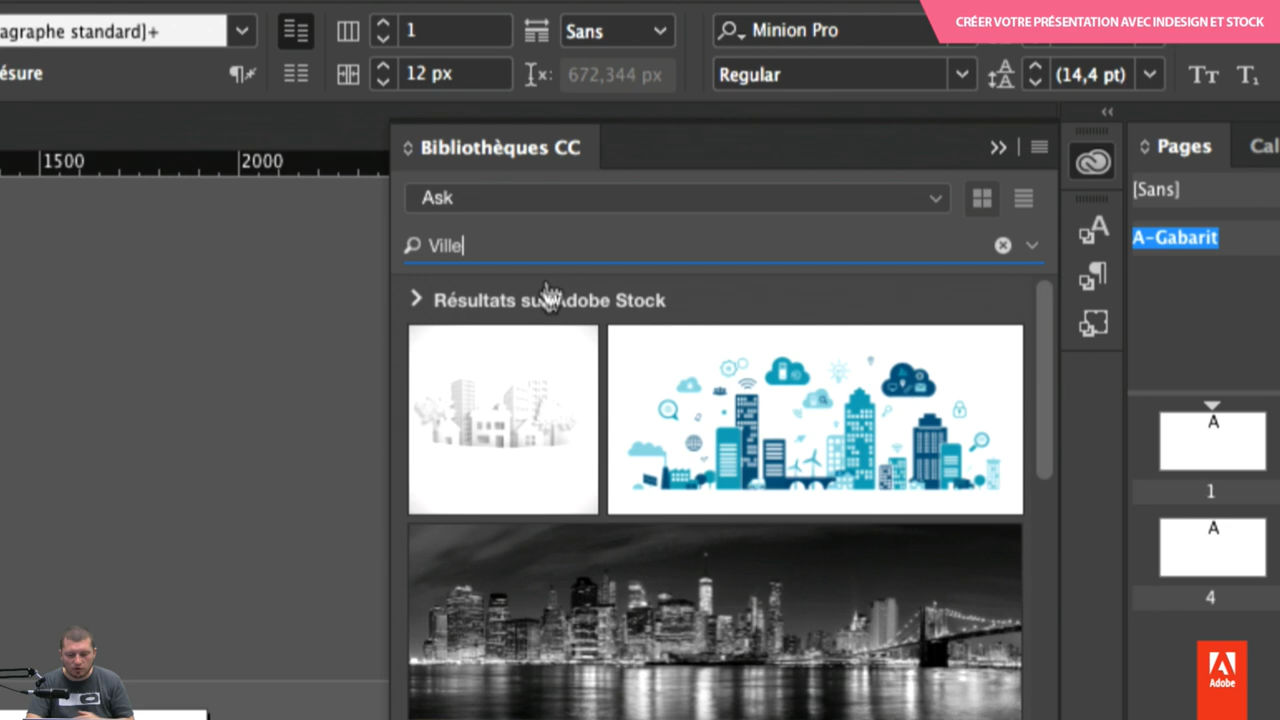 CRÉER VOTRE PRÉSENTATION AVEC INDESIGN ET STOCK
agraphe standard]+
1
Sans
Minion Pro
ésure
12 px
672,344 px
Regular
(14,4 pt)
1500
2000
Bibliothèques CC
Pages
Cal
Ask
[Sans]
Ville
A-Gabarit
Résultats su Adobe Stock
A
1
A
4
Adobe